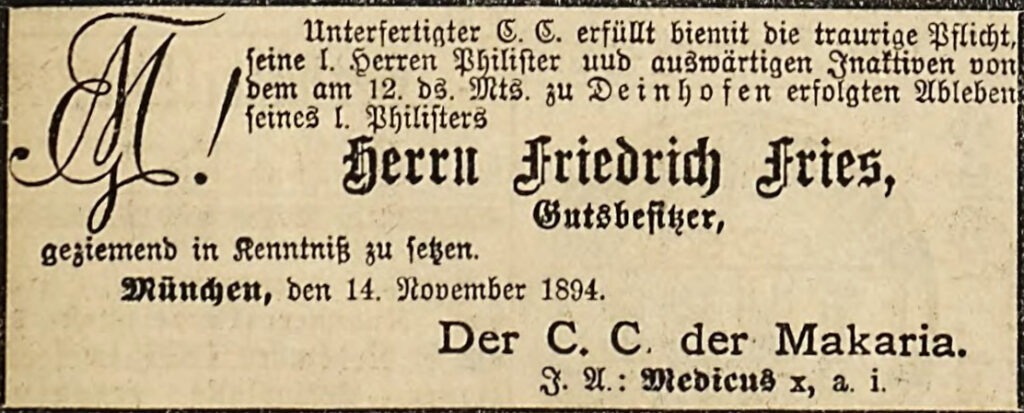 Unterfertigter C. C. erfüllt biemit die traurige Pflicht,
seine l. Herren Philister uud auswärtigen Inaktiven von
dem am 12. ds. Mts. zu Deinhofen erfolgten Ableben
seines l. Philisters
Herrn Friedrich Fries,
Gutsbesitzer,
geziemend in Kenntniß zu setzen.
München, den 14. November 1894.
Der C. C. der Makaria.
J. A.: Medicus x, a. i.